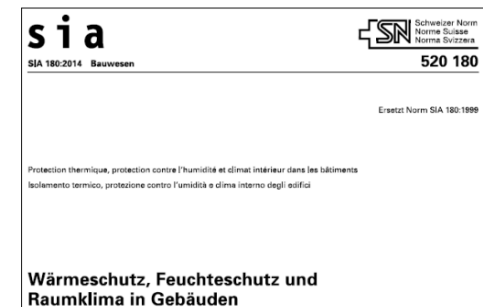 sia
SN
Schweizer Norm
Norme Suisse
Norma Svizzera
SIA 180:2014 Bauwesen
520 180
Ersetzt Norm SIA 180:1999
Protection thermique, protection contre l'humidité et climat intérieur dans les bâtiments
Isolamento termico, protezione contro l'umidità e clima interno degli edifici
Wärmeschutz, Feuchteschutz und
Raumklima in Gebäuden